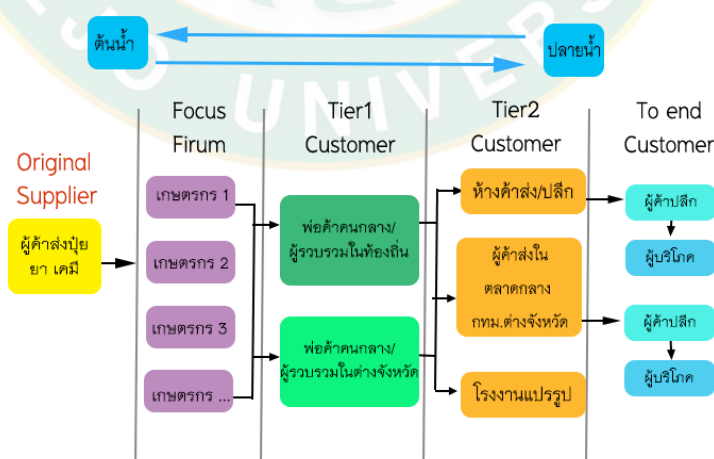 UNIVERS
ต้นน้ำ
ปลายน้ำ
Original
Supplier
Focus
Firum
Tier1
Customer
Tier2
Customer
To end
Customer
ผู้ค้าส่งปุ๋ย
ยา เคมี
เกษตรกร 1
เกษตรกร 2
เกษตรกร 3
เกษตรกร ...
พ่อค้าคนกลาง/
ผู้รวบรวมในท้องถิ่น
พ่อค้าคนกลาง/
ผู้รวบรวมในต่างจังหวัด
ห้างค้าส่ง/ปลีก
ผู้ค้าส่งใน
ตลาดกลาง
กทม.ต่างจังหวัด
โรงงานแปรรูป
ผู้ค้าปลีก
ผู้บริโภค
ผู้ค้าปลีก
ผู้บริโภค